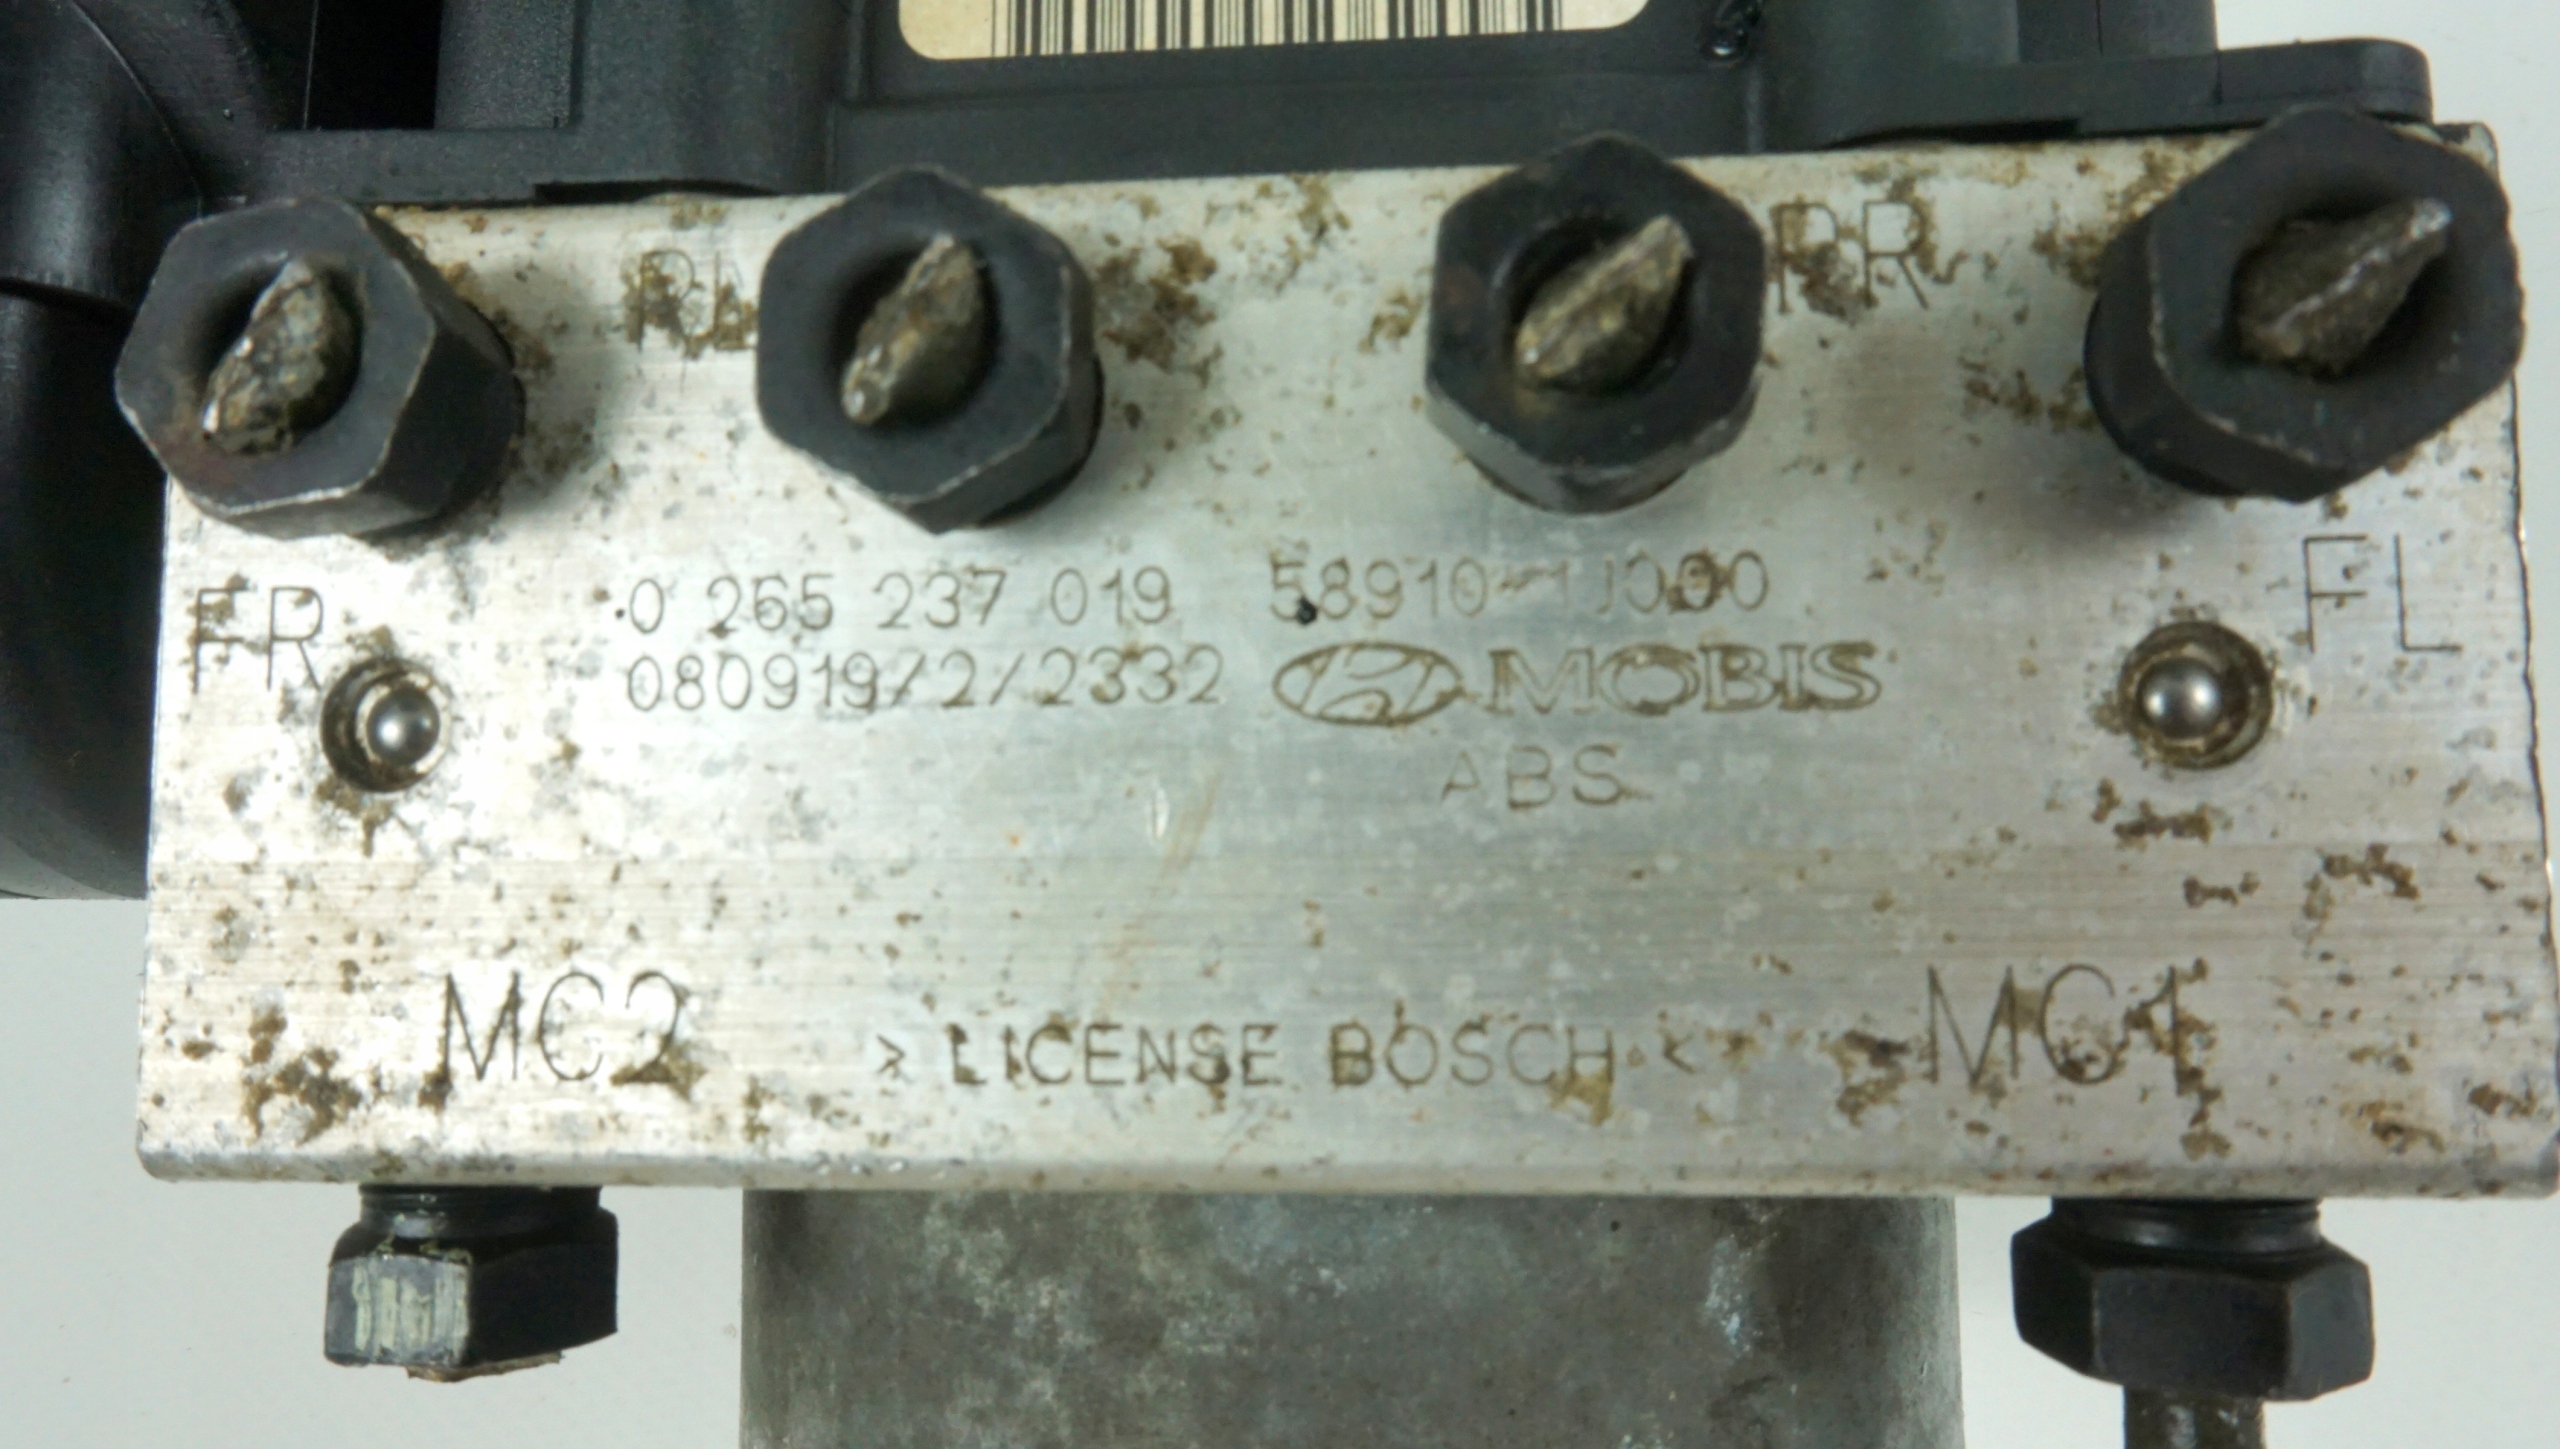 RL
RR
0 265 237 019 58910-1J000
FR
FL
080919/2/2332 MOBIS
ABS
MC2
MC1
> LICENSE BOSCH <